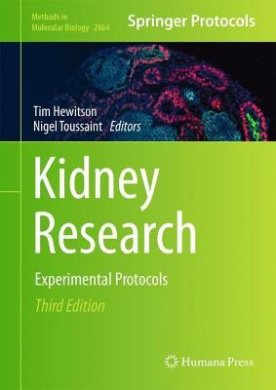 Methods in
Molecular Biology 2664
Springer Protocols
Tim Hewitson
Nigel Toussaint Editors
Kidney
Research
Experimental Protocols
Third Edition
Humana Press